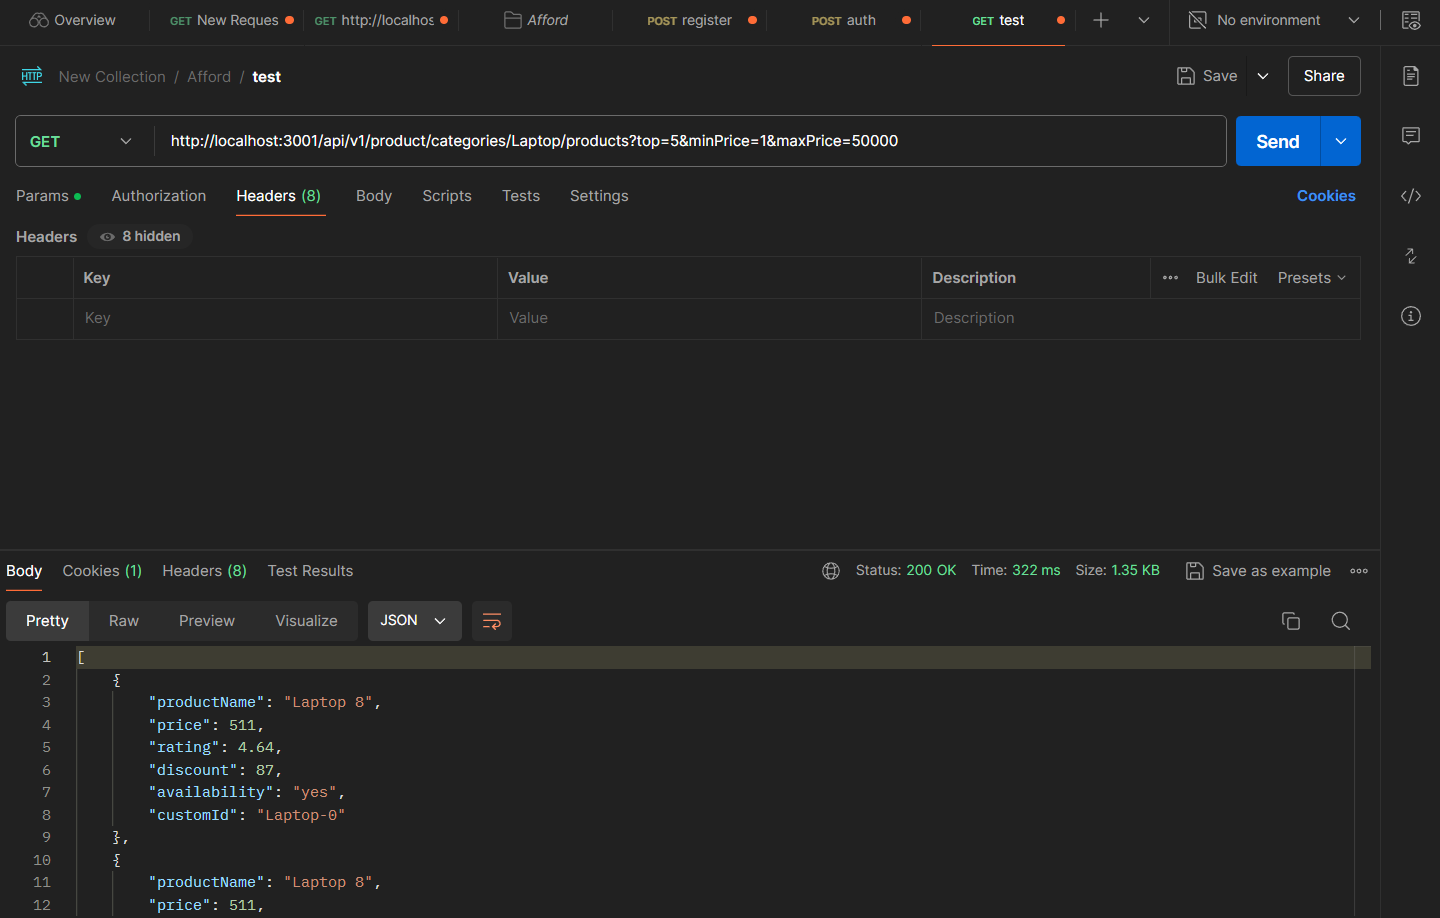 Overview GET New Reques GET http://localhos Afford POST register POST auth GET test No environment
HTTP New Collection / Afford / test Save Share
GET http://localhost:3001/api/v1/product/categories/Laptop/products?top=5&minPrice=1&maxPrice=50000 Send
Params Authorization Headers (8) Body Scripts Tests Settings Cookies
Headers 8 hidden
Key Value Description Bulk Edit Presets
Key Value Description
Body Cookies (1) Headers (8) Test Results Status: 200 OK Time: 322 ms Size: 1.35 KB Save as example
Pretty Raw Preview Visualize JSON
1 [
2 {
3 "productName": "Laptop 8",
4 "price": 511,
5 "rating": 4.64,
6 "discount": 87,
7 "availability": "yes",
8 "customId": "Laptop-0"
9 },
10 {
11 "productName": "Laptop 8",
12 "price": 511,